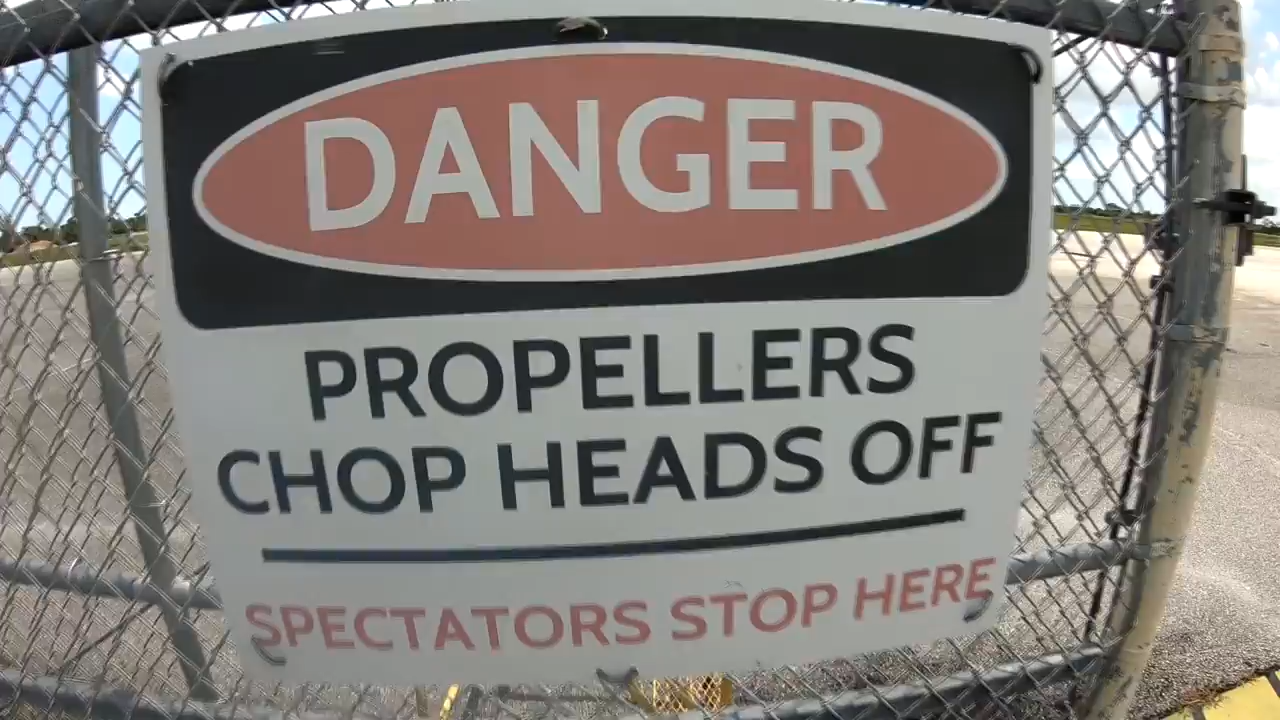 DANGER
PROPELLERS
CHOP HEADS OFF
SPECTATORS STOP HERE